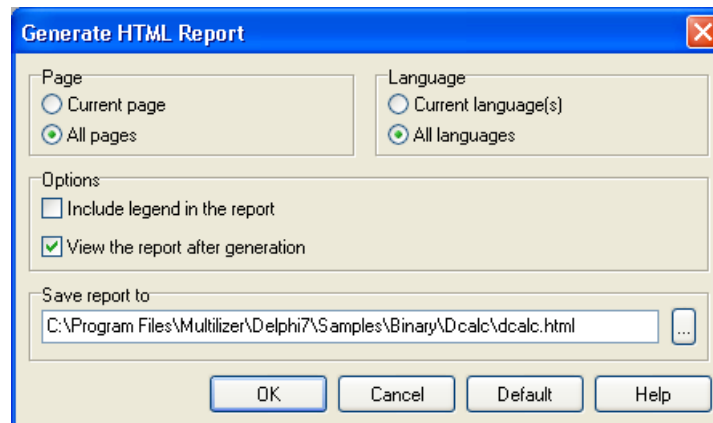 Generate HTML Report
Page
Current page
All pages
Language
Current language(s)
All languages
Options
Include legend in the report
View the report after generation
Save report to
C:\Program Files\Multilizer\Delphi7\Samples\Binary\Dcalc\dcalc.html
...
OK
Cancel
Default
Help